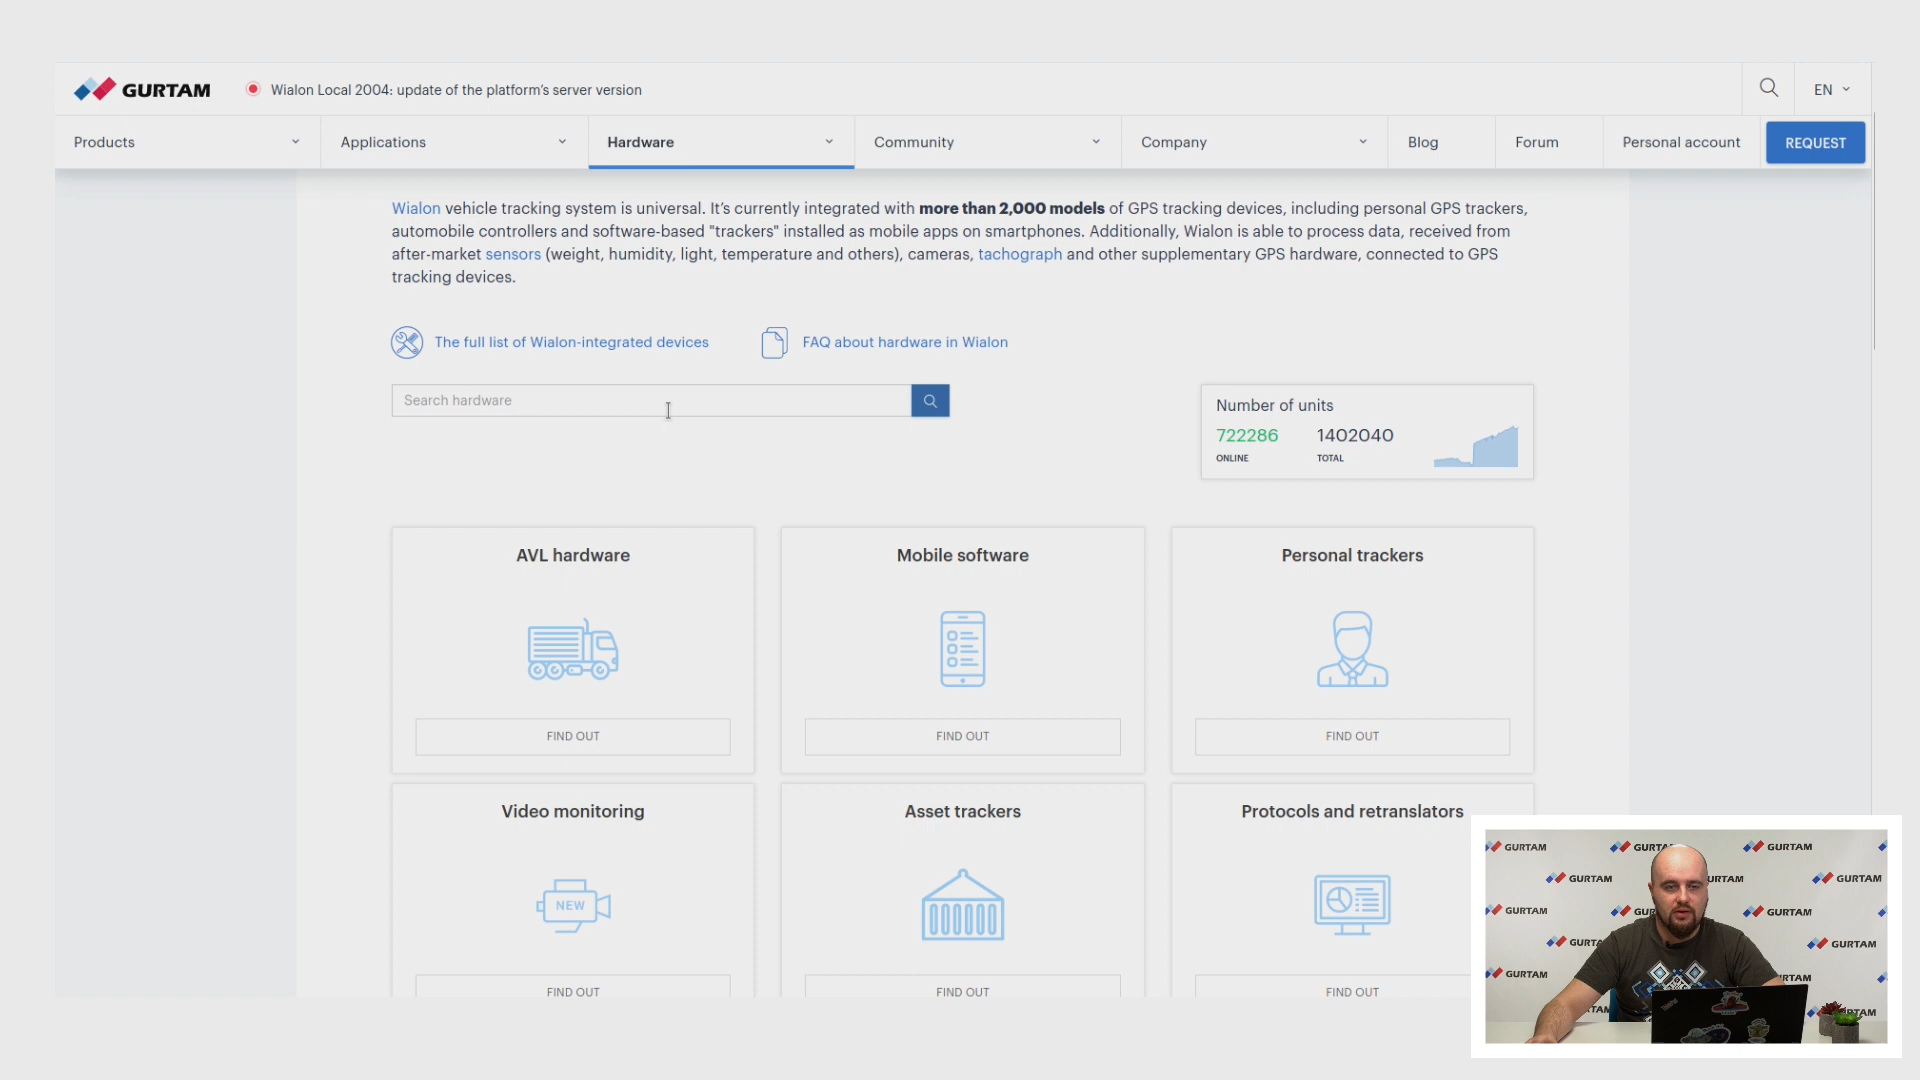 GURTAM
Wialon Local 2004: update of the platform's server version
EN
Products
Applications
Hardware
Community
Company
Blog
Forum
Personal account
REQUEST
Wialon vehicle tracking system is universal. It's currently integrated with more than 2,000 models of GPS tracking devices, including personal GPS trackers,
automobile controllers and software-based "trackers" installed as mobile apps on smartphones. Additionally, Wialon is able to process data, received from
after-market sensors (weight, humidity, light, temperature and others), cameras, tachograph and other supplementary GPS hardware, connected to GPS
tracking devices.
The full list of Wialon-integrated devices
FAQ about hardware in Wialon
Search hardware
Number of units
722286
1402040
ONLINE
TOTAL
AVL hardware
Mobile software
Personal trackers
FIND OUT
FIND OUT
FIND OUT
Video monitoring
Asset trackers
Protocols and retranslators
NEW
FIND OUT
FIND OUT
FIND OUT
GURTAM
GURTAM
GURTAM
GURTAM
GURTAM
GURTAM
GURTAM
GURTAM
GURTAM